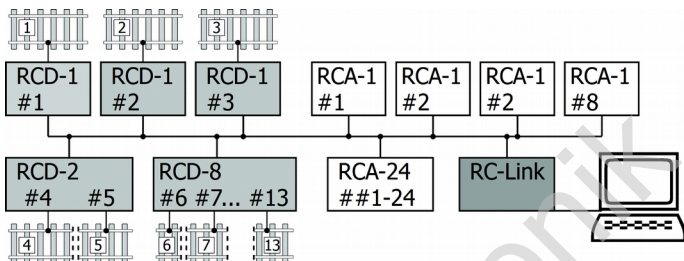 1 2 3
RCD-1 RCD-1 RCD-1 RCA-1 RCA-1 RCA-1 RCA-1
#1 #2 #3 #1 #2 #2 #8
RCD-2 RCD-8 RCA-24 RC-Link
#4 #5 #6 #7... #13 ##1-24
4 5 6 7 13